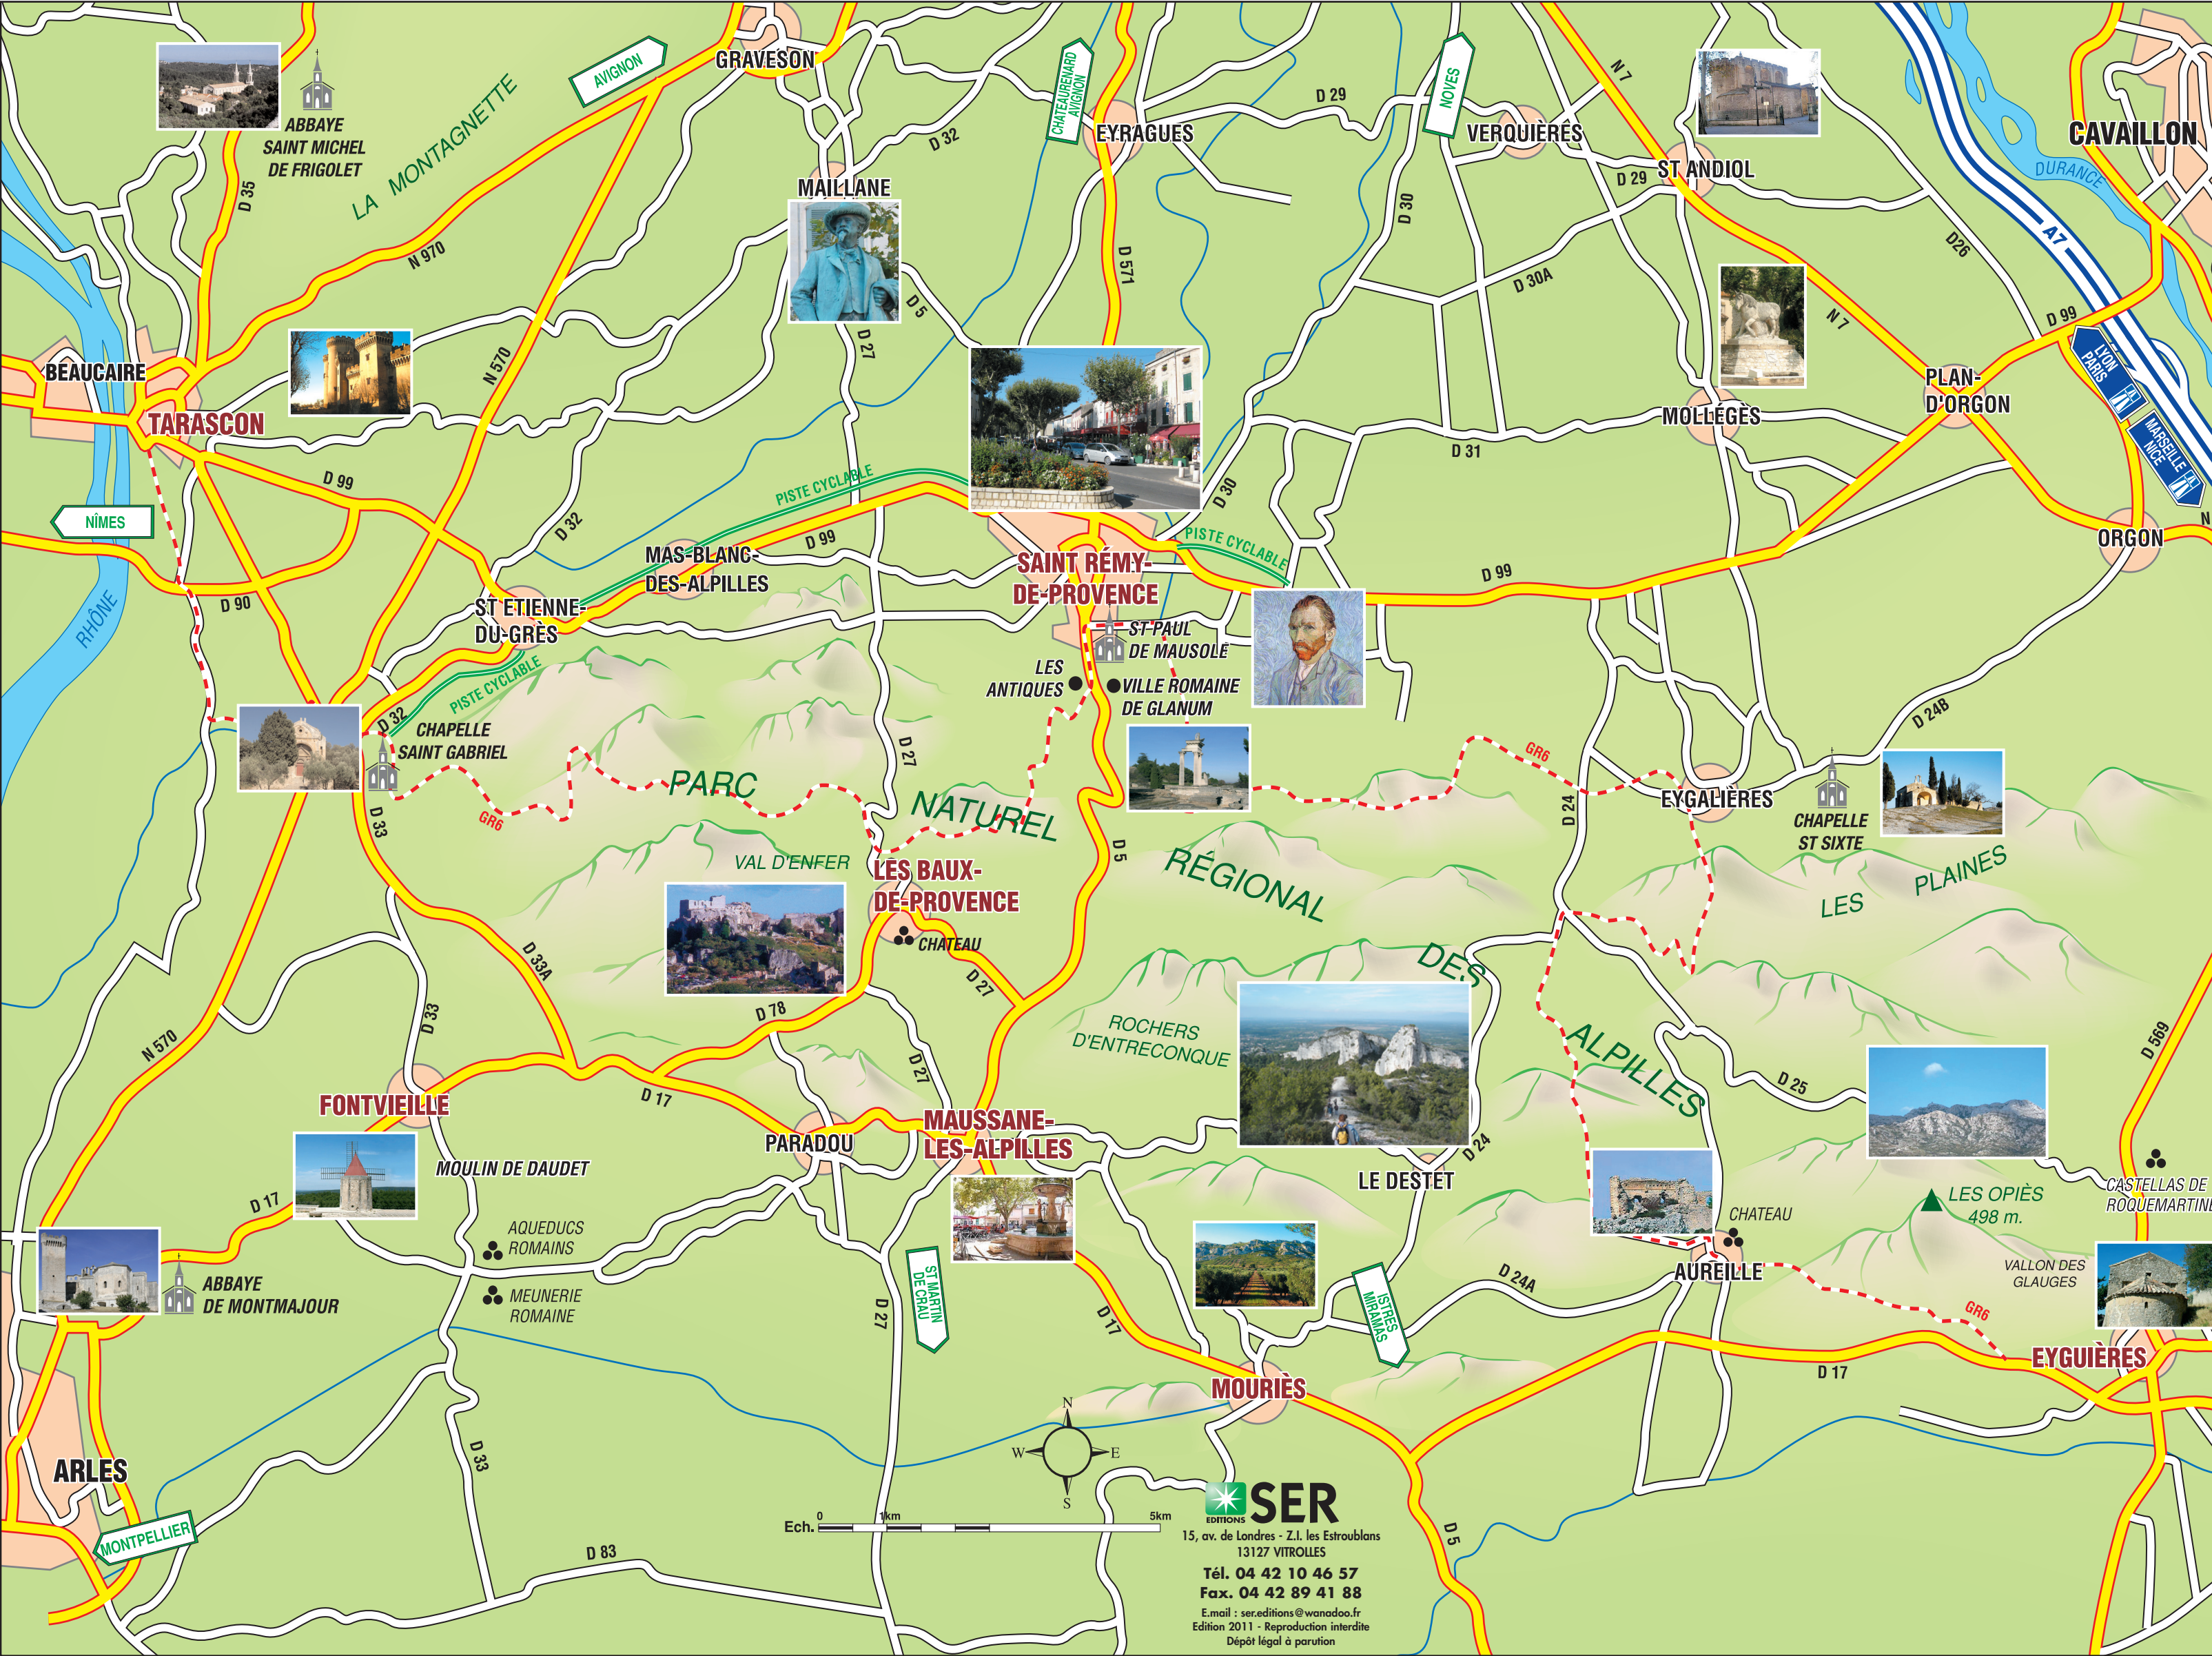 GRAVESON
AVIGNON
CHATEAURENARD
AVIGNON
NOVES
N 7
ABBAYE
SAINT MICHEL
DE FRIGOLET
LA MONTAGNETTE
D 35
D 32
EYRAGUES
D 29
VERQUIÈRES
ST ANDIOL
D 29
CAVAILLON
DURANCE
A7
MAILLANE
D 30
D 30A
D26
N 970
D 5
D 27
D 571
N 7
D 99
LYON
PARIS
MARSEILLE
NICE
BEAUCAIRE
TARASCON
N 570
PLAN-
D'ORGON
MOLLÉGÈS
D 31
D 99
PISTE CYCLABLE
D 30
NÎMES
D 32
D 99
PISTE CYCLABLE
N
ORGON
MAS-BLANC-
DES-ALPILLES
SAINT RÉMY-
DE-PROVENCE
D 99
RHÔNE
D 90
ST ETIENNE-
DU-GRÈS
ST PAUL
DE MAUSOLE
LES
ANTIQUES
VILLE ROMAINE
DE GLANUM
PISTE CYCLABLE
D 32
CHAPELLE
SAINT GABRIEL
D 27
D 24B
GR6
D 33
GR6
PARC
NATUREL
RÉGIONAL
DES
ALPILLES
D 24
EYGALIÈRES
CHAPELLE
ST SIXTE
LES PLAINES
VAL D'ENFER
D 5
LES BAUX-
DE-PROVENCE
CHATEAU
D 33A
D 27
D 78
D 33
ROCHERS
D'ENTRECONQUE
N 570
D 27
D 569
D 25
FONTVIEILLE
D 17
PARADOU
MAUSSANE-
LES-ALPILLES
D 24
LE DESTET
MOULIN DE DAUDET
D 17
CASTELLAS DE
ROQUEMARTINE
LES OPIÈS
498 m.
CHATEAU
AQUEDUCS
ROMAINS
MEUNERIE
ROMAINE
ABBAYE
DE MONTMAJOUR
ST MARTIN
DE CRAU
ISTRES
MIRAMAS
D 24A
AUREILLE
VALLON DES
GLAUGES
GR6
D 27
D 17
D 17
EYGUIÈRES
MOURIÈS
ARLES
D 33
N
W
E
S
MONTPELLIER
Ech.
0
1km
5km
D 83
D 5
EDITIONS
SER
15, av. de Londres - Z.I. les Estroublans
13127 VITROLLES
Tél. 04 42 10 46 57
Fax. 04 42 89 41 88
E.mail : ser.editions@wanadoo.fr
Edition 2011 - Reproduction interdite
Dépôt légal à parution